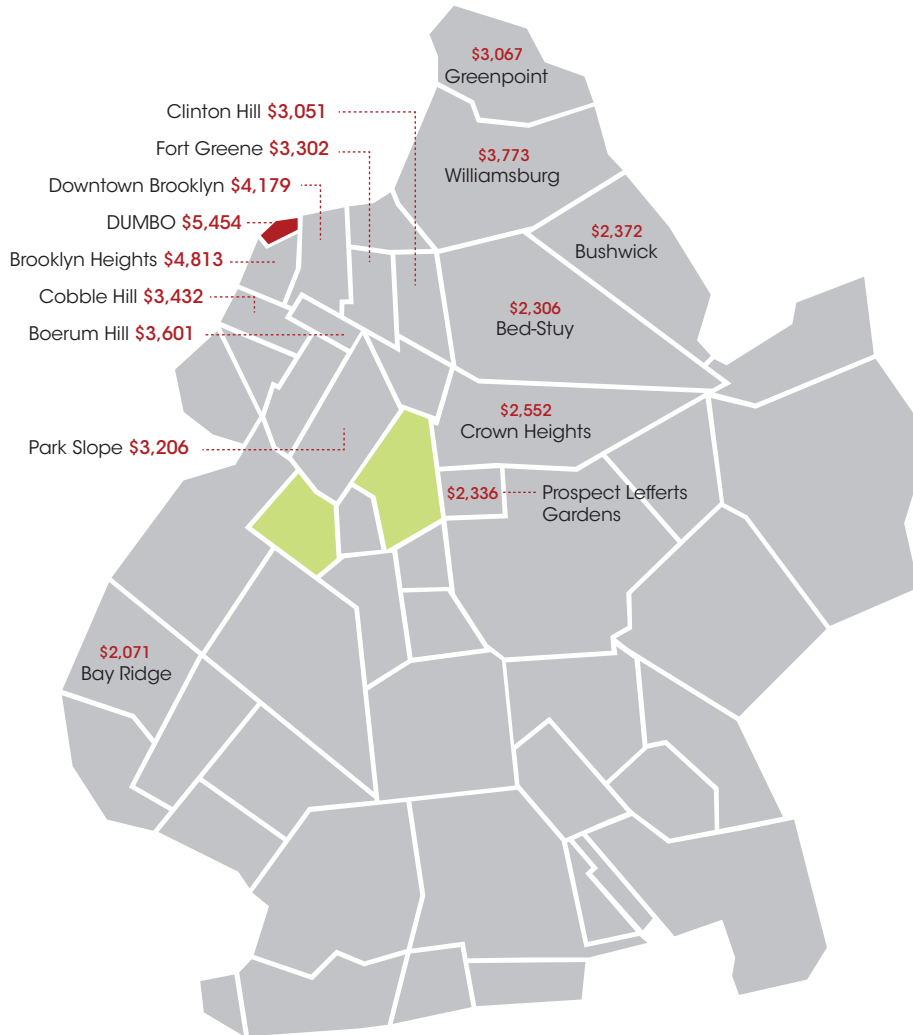 $3,067
Greenpoint
Clinton Hill $3,051
Fort Greene $3,302
$3,773
Williamsburg
Downtown Brooklyn $4,179
DUMBO $5,454
$2,372
Bushwick
Brooklyn Heights $4,813
Cobble Hill $3,432
$2,306
Bed-Stuy
Boerum Hill $3,601
$2,552
Crown Heights
Park Slope $3,206
$2,336 Prospect Lefferts
Gardens
$2,071
Bay Ridge